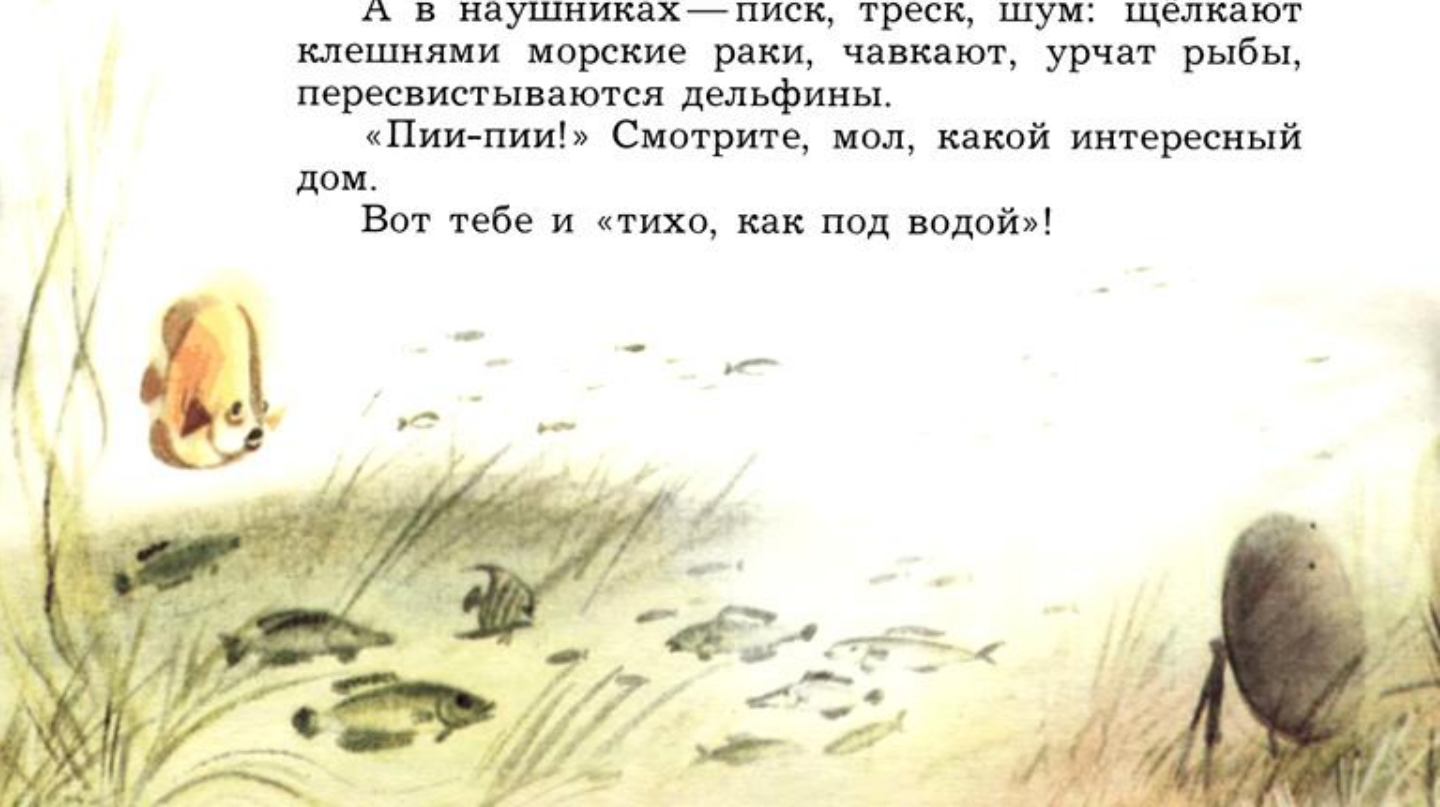 А в наушниках — писк, треск, шум: щёлкают
клешнями морские раки, чавкают, урчат рыбы,
пересвистываются дельфины.
«Пии-пии!» Смотрите, мол, какой интересный
дом.
Вот тебе и «тихо, как под водой»!